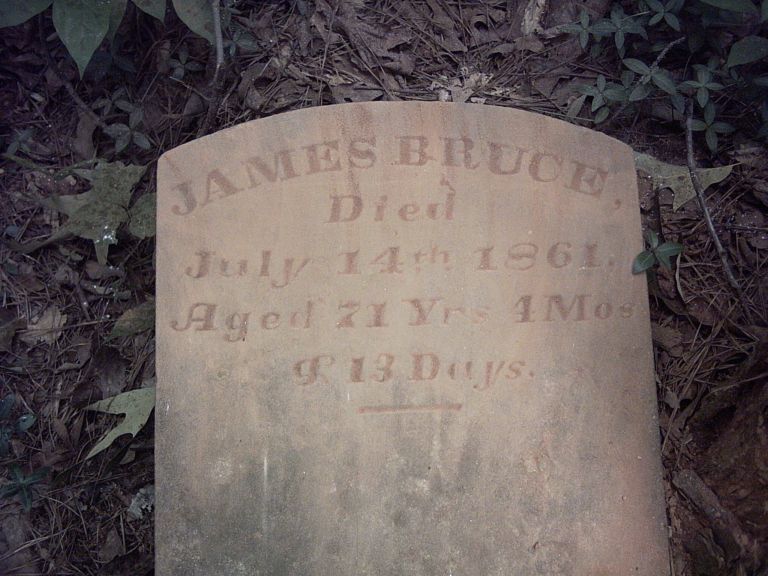 JAMES BRUCE,
Died
July 14th 1861.
Aged 71 Yrs 4 Mos
& 13 Days.